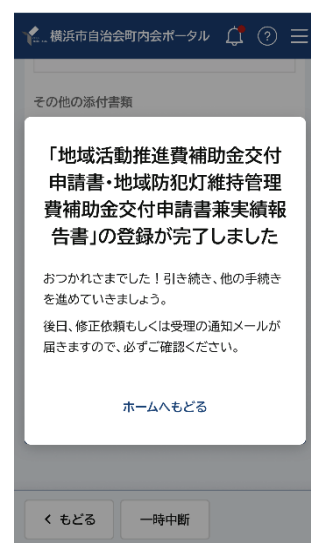 横浜市自治会町内会ポータル
その他の添付書類
「地域活動推進費補助金交付
申請書・地域防犯灯維持管理
費補助金交付申請書兼実績報
告書」の登録が完了しました
おつかれさまでした！引き続き、他の手続き
を進めていきましょう。
後日、修正依頼もしくは受理の通知メールが
届きますので、必ずご確認ください。
ホームへもどる
もどる 一時中断